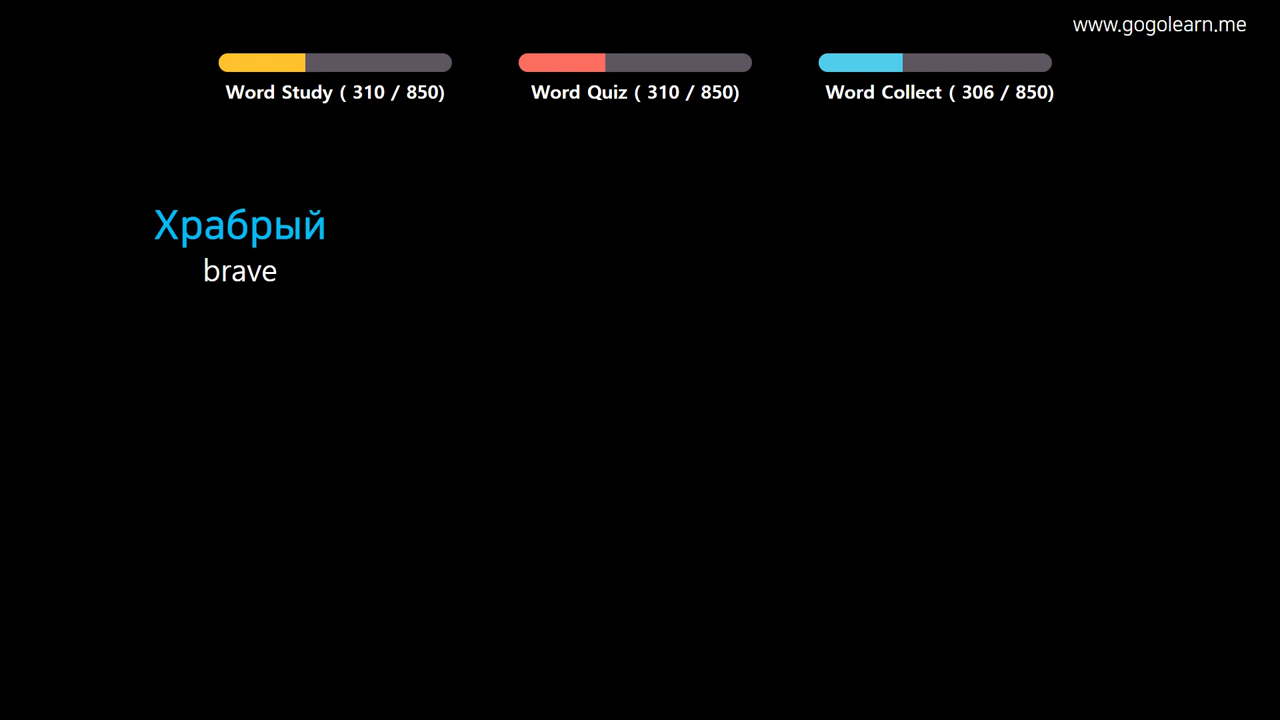 www.gogolearn.me
Word Study ( 310 / 850)
Word Quiz ( 310 / 850)
Word Collect ( 306 / 850)
Храбрый
brave